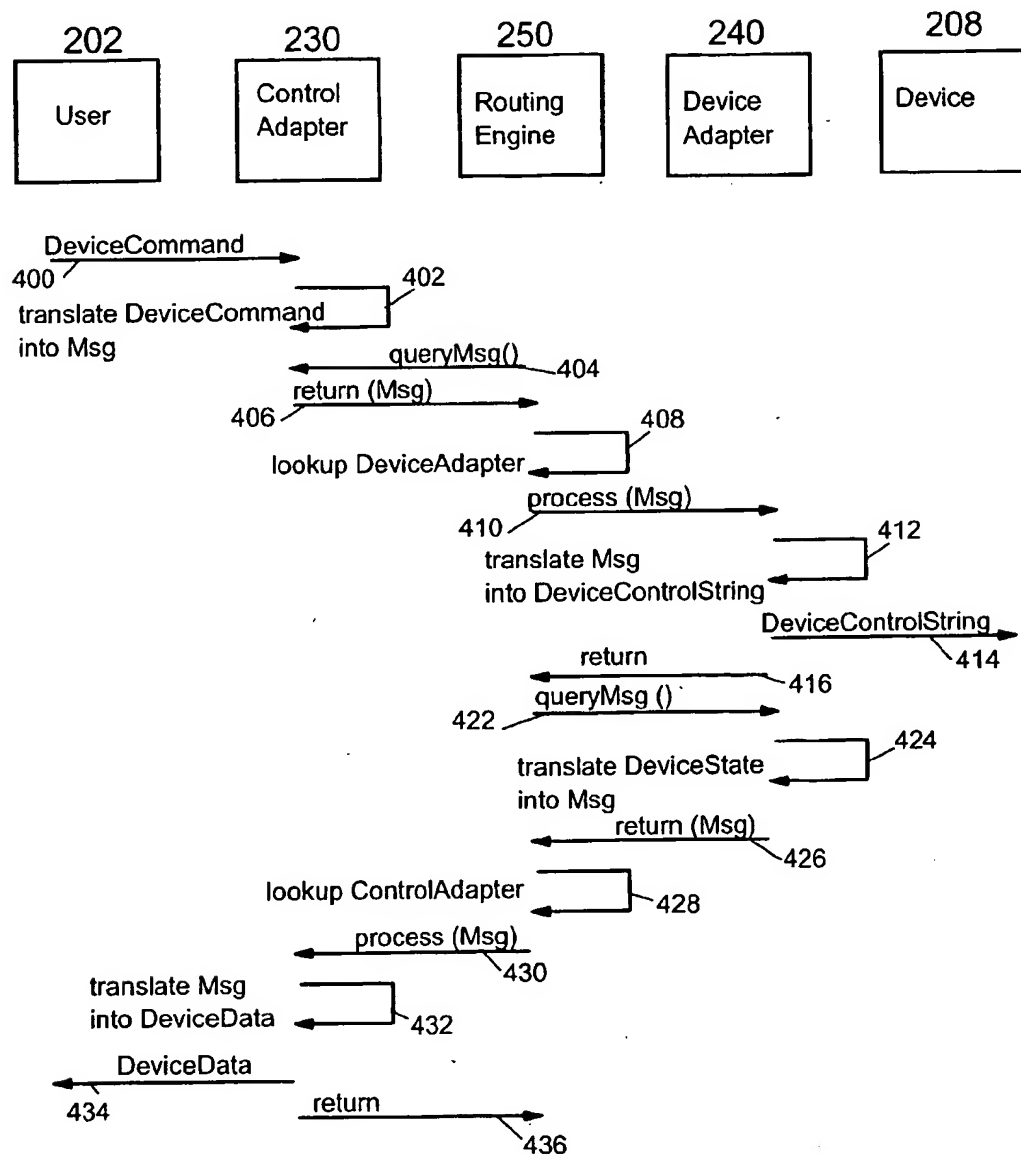 202 230 250 240 208
User
Control
Adapter
Routing
Engine
Device
Adapter
Device
DeviceCommand
400
402
translate DeviceCommand
into Msg
queryMsg()
404
return (Msg)
406
408
lookup DeviceAdapter
process (Msg)
410
412
translate Msg
into DeviceControlString
DeviceControlString
414
return
416
queryMsg ()
422
424
translate DeviceState
into Msg
return (Msg)
426
lookup ControlAdapter
428
process (Msg)
430
translate Msg
into DeviceData
432
DeviceData
434
return
436